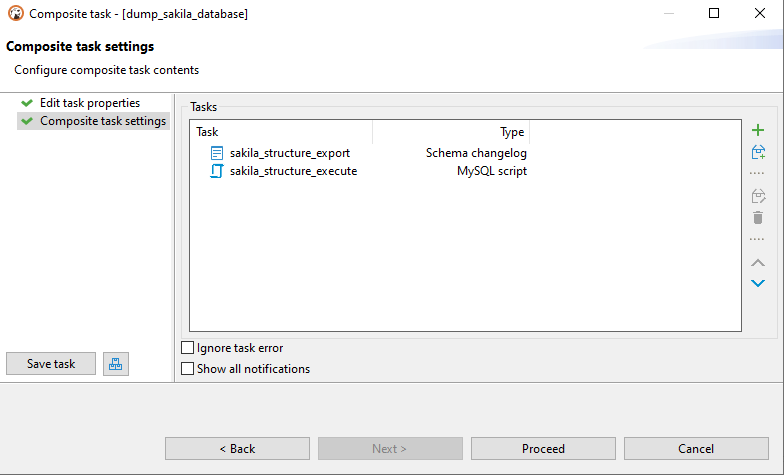 Composite task - [dump_sakila_database]
Composite task settings
Configure composite task contents
Edit task properties
Composite task settings
Tasks
Task Type
sakila_structure_export Schema changelog
sakila_structure_execute MySQL script
Ignore task error
Show all notifications
Save task
< Back Next > Proceed Cancel